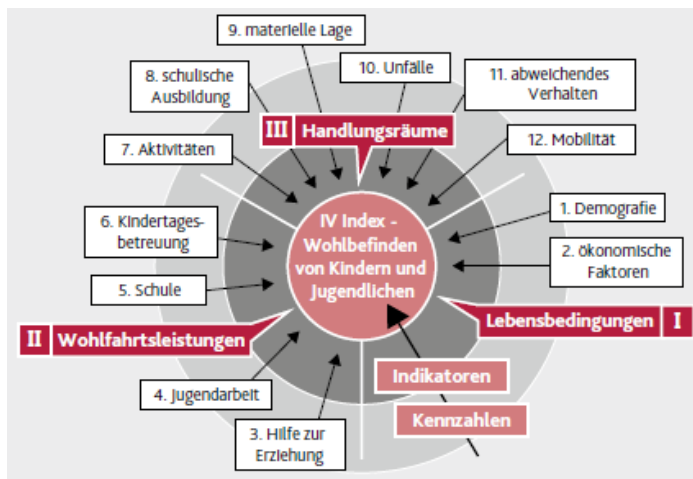 9. materielle Lage
8. schulische
Ausbildung
10. Unfälle
11. abweichendes
Verhalten
III Handlungsräume
7. Aktivitäten
12. Mobilität
6. Kindertages-
betreuung
IV Index -
Wohlbefinden
von Kindern und
Jugendlichen
1. Demografie
2. ökonomische
Faktoren
5. Schule
II Wohlfahrtsleistungen
Lebensbedingungen I
4. Jugendarbeit
Indikatoren
Kennzahlen
3. Hilfe zur
Erziehung